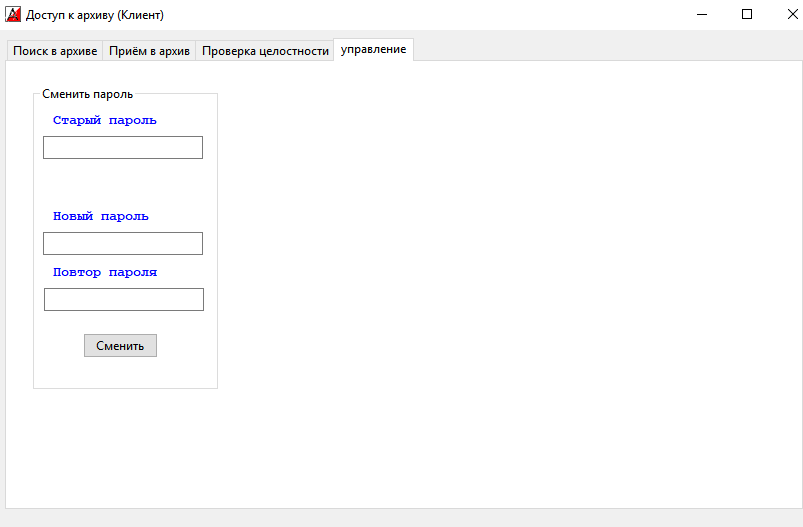 Доступ к архиву (Клиент)
Поиск в архиве Приём в архив Проверка целостности управление
Сменить пароль
Старый пароль
Новый пароль
Повтор пароля
Сменить